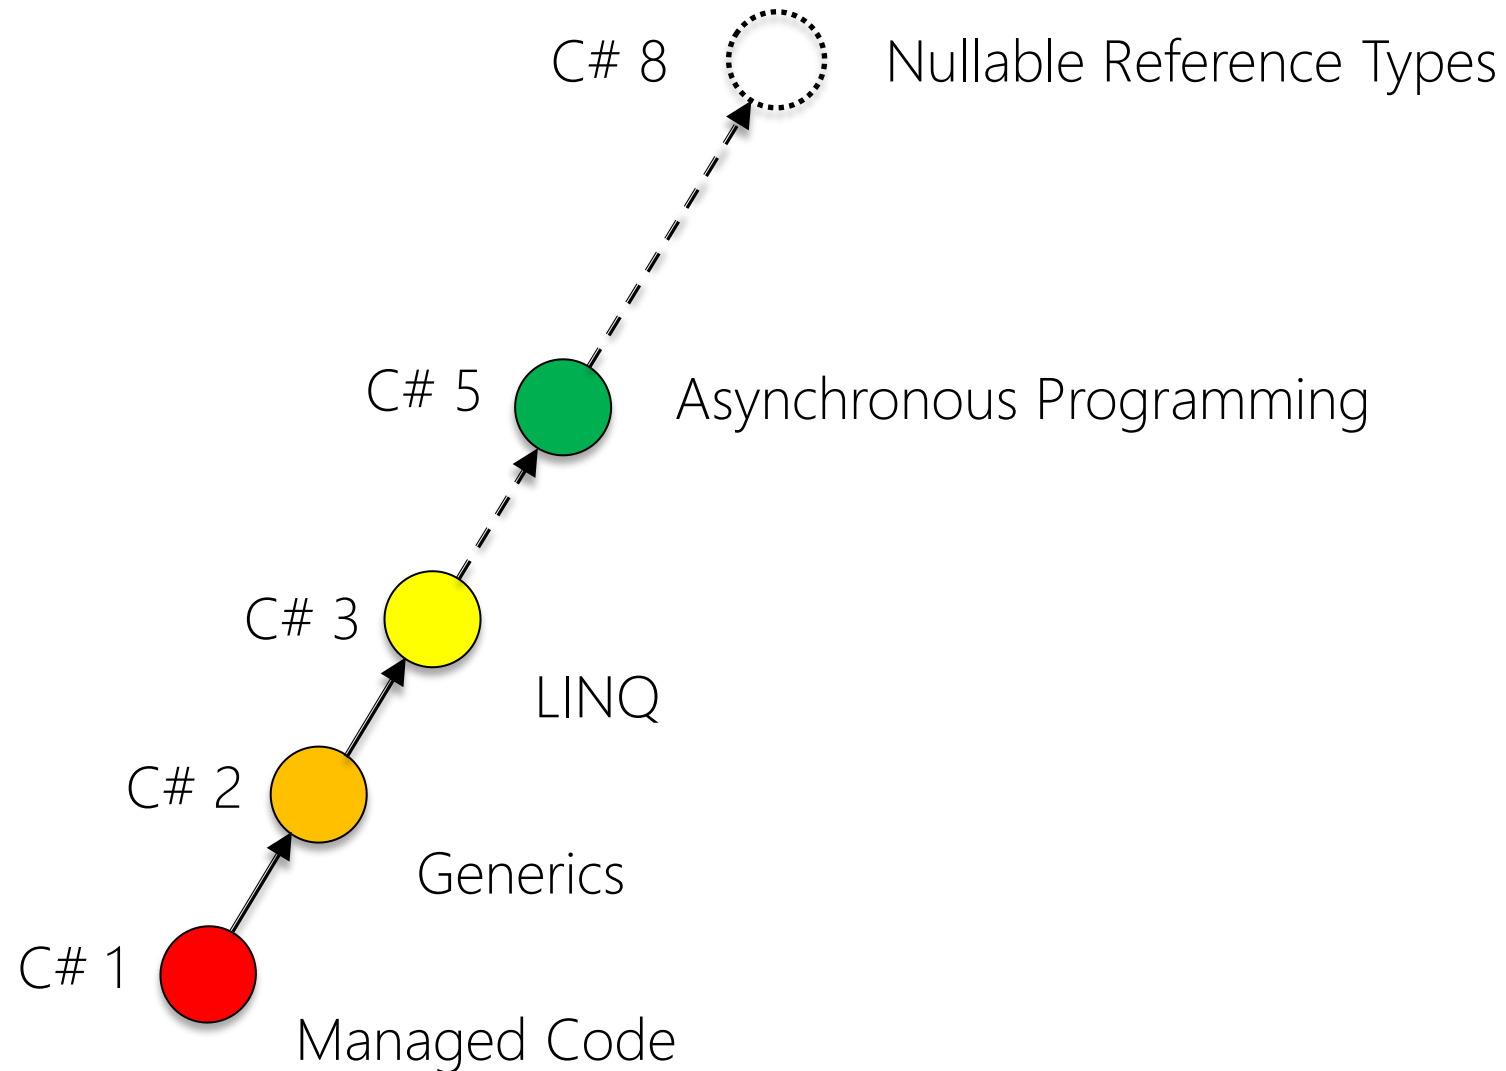 C# 8 Nullable Reference Types
C# 5 Asynchronous Programming
C# 3
LINQ
C# 2
Generics
C# 1
Managed Code